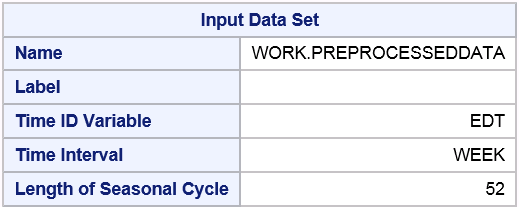 Input Data Set
Name WORK.PREPROCESSEDDATA
Label
Time ID Variable EDT
Time Interval WEEK
Length of Seasonal Cycle 52